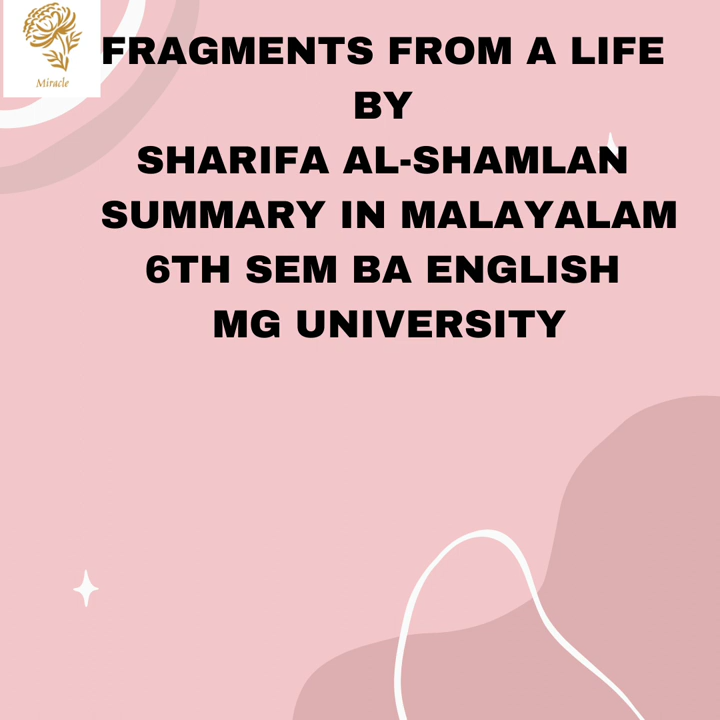 Miracle
FRAGMENTS FROM A LIFE
BY
SHARIFA AL-SHAMLAN
SUMMARY IN MALAYALAM
6TH SEM BA ENGLISH
MG UNIVERSITY